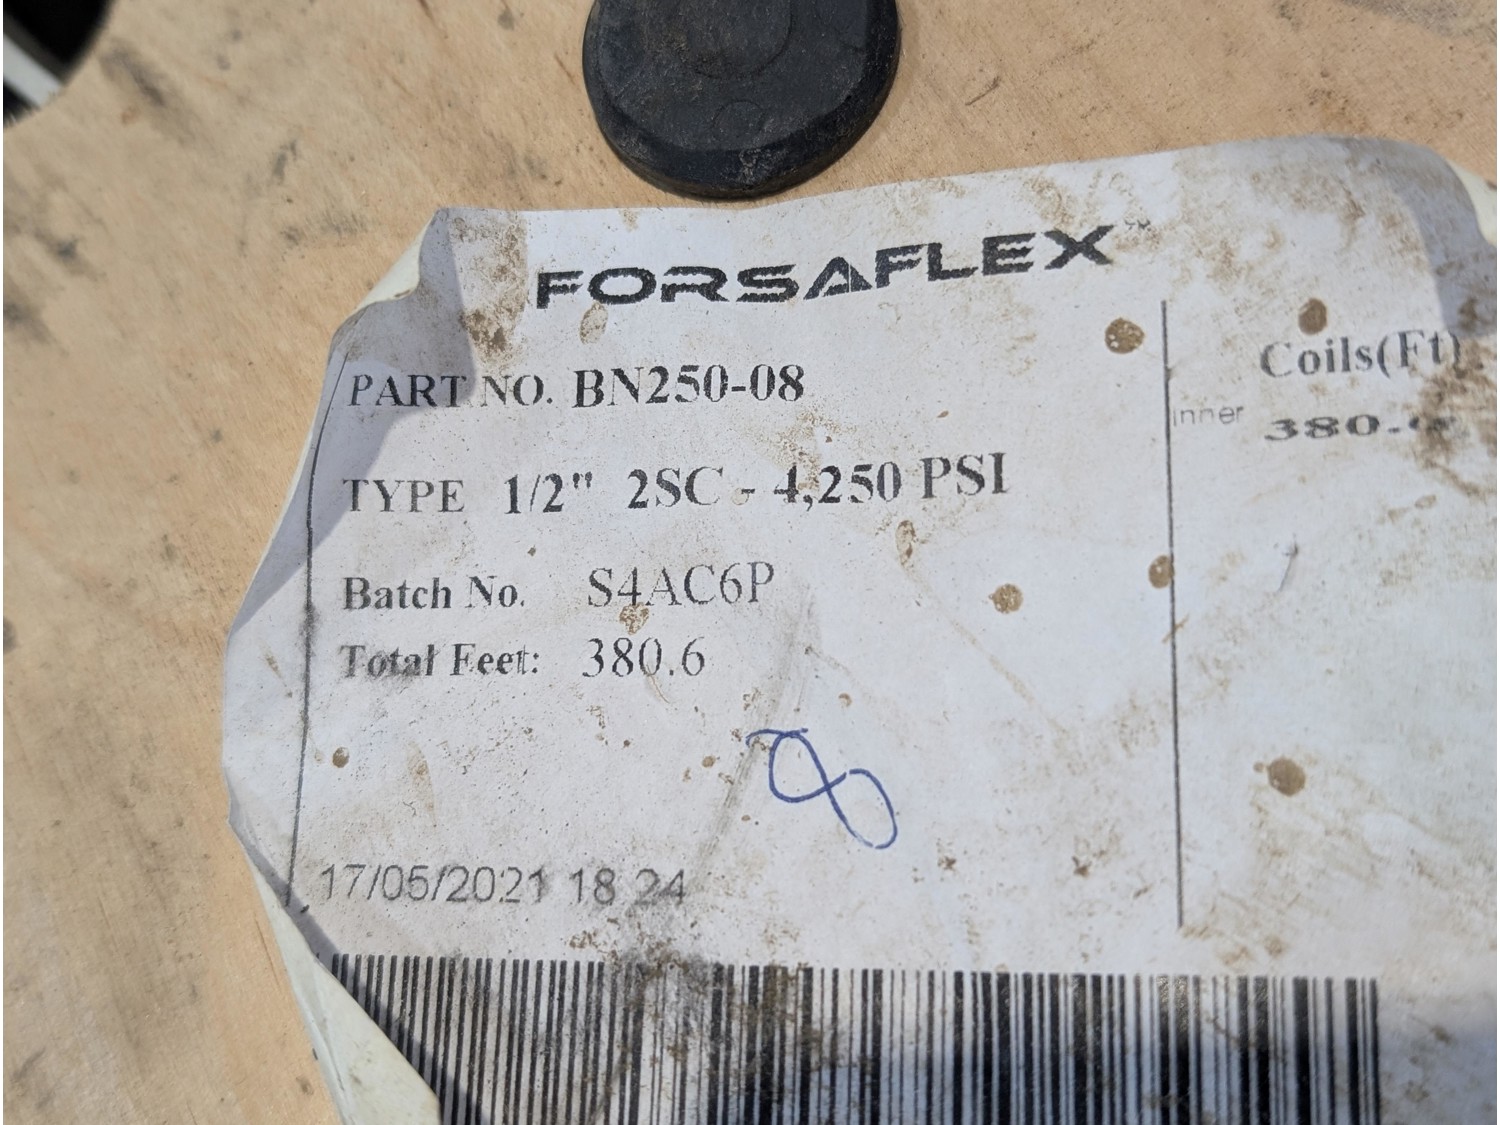 FORSAFLEX™
PART NO. BN250-08
TYPE 1/2" 2SC - 4,250 PSI
Batch No. S4AC6P
Total Feet: 380.6
8
17/05/2021 18 24
Coils(Ft)
inner